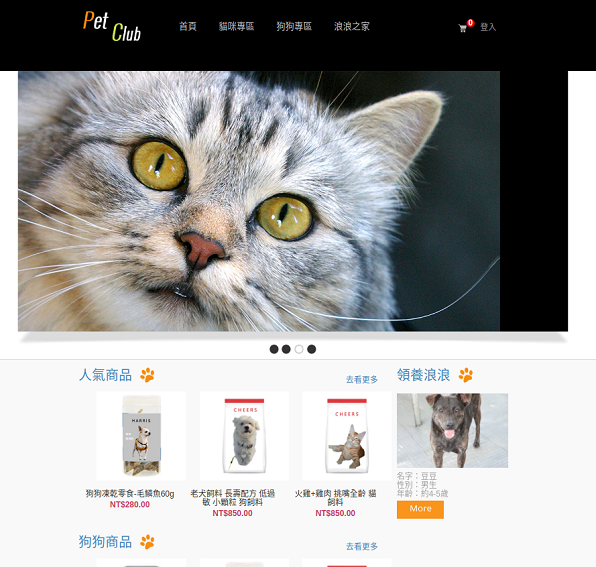 Pet
Club
首頁 貓咪專區 狗狗專區 浪浪之家
0 登入
人氣商品 去看更多
HARRIS
CHEERS
CHEERS
狗狗凍乾零食-毛鱗魚60g
NT$280.00
老犬飼料 長壽配方 低過
敏 小顆粒 狗飼料
NT$850.00
火雞+雞肉 挑嘴全齡 貓
飼料
NT$850.00
領養浪浪
名字：豆豆
性別：男生
年齡：約4-5歲
More
狗狗商品 去看更多